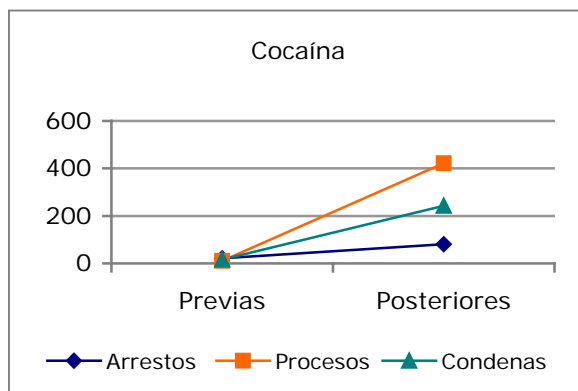 Cocaína
600
400
200
0
Previas Posteriores
Arrestos Procesos Condenas